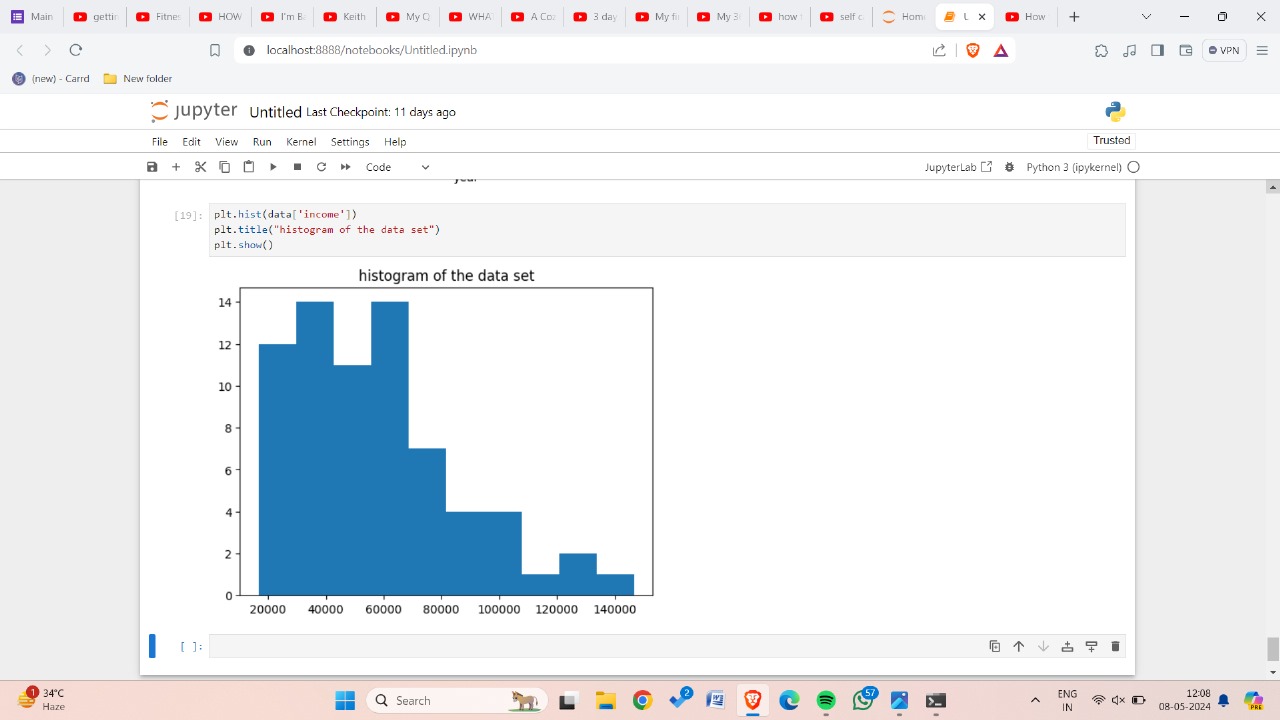 Main
gettin
Fitnes
HOW
I'm B
Keith
My Q
WHA
A Co
3 day
My fi
My 3
how
self c
Hom
U
How
localhost:8888/notebooks/Untitled.ipynb
VPN
(new) - Carrd
New folder
jupyter Untitled Last Checkpoint: 11 days ago
File Edit View Run Kernel Settings Help
Trusted
Code
JupyterLab
Python 3 (ipykernel)
year
[19]:
plt.hist(data['income'])
plt.title("histogram of the data set")
plt.show()
histogram of the data set
14
12
10
8
6
4
2
0
20000 40000 60000 80000 100000 120000 140000
[ ]:
1
34°C
Haze
Search
2
57
ENG
IN
12:08
08-05-2024
PRE